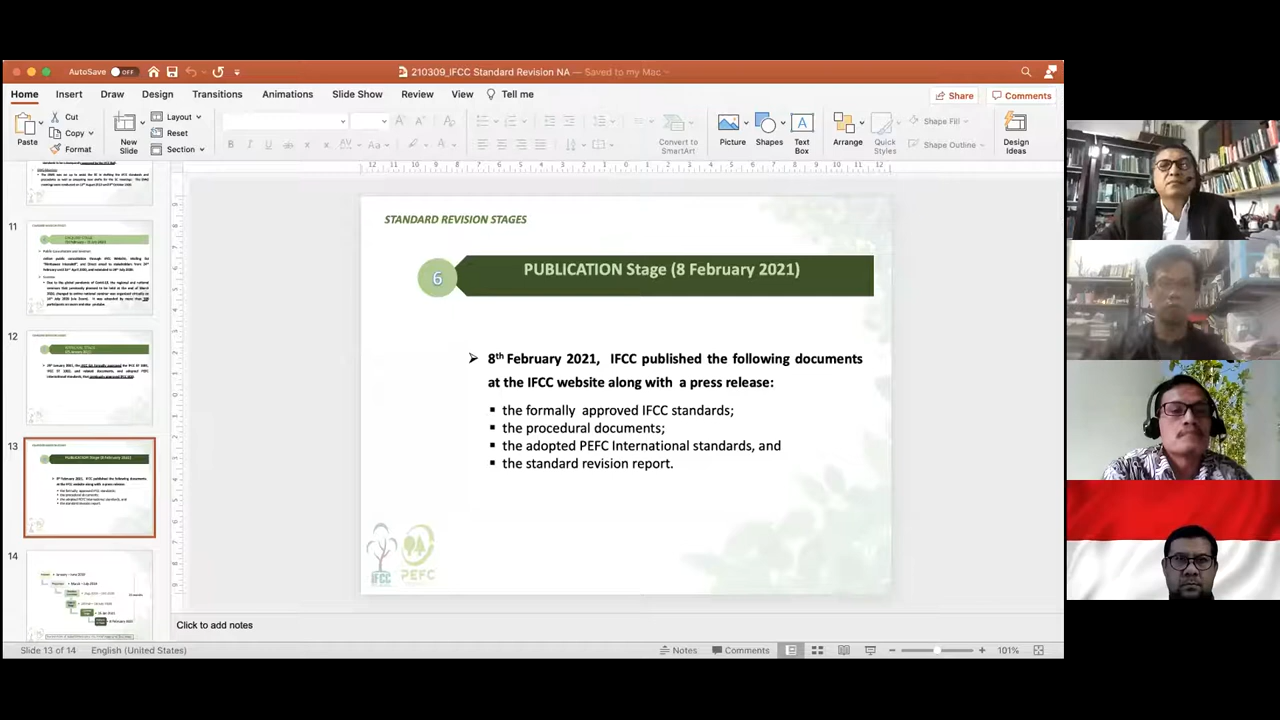 AutoSave OFF
210309_IFCC Standard Revision NA — Saved to my Mac
Home Insert Draw Design Transitions Animations Slide Show Review View Tell me
Share Comments
Paste
Cut
Copy
Format
New Slide
Layout
Reset
Section
Convert to SmartArt
Picture
Shapes
Text Box
Arrange
Quick Styles
Shape Fill
Shape Outline
Design Ideas
11
12
13
14
STANDARD REVISION STAGES
6
PUBLICATION Stage (8 February 2021)
8th February 2021, IFCC published the following documents
at the IFCC website along with a press release:
the formally approved IFCC standards;
the procedural documents;
the adopted PEFC International standards, and
the standard revision report.
IFCC
PEFC
Click to add notes
Slide 13 of 14
English (United States)
Notes
Comments
101%